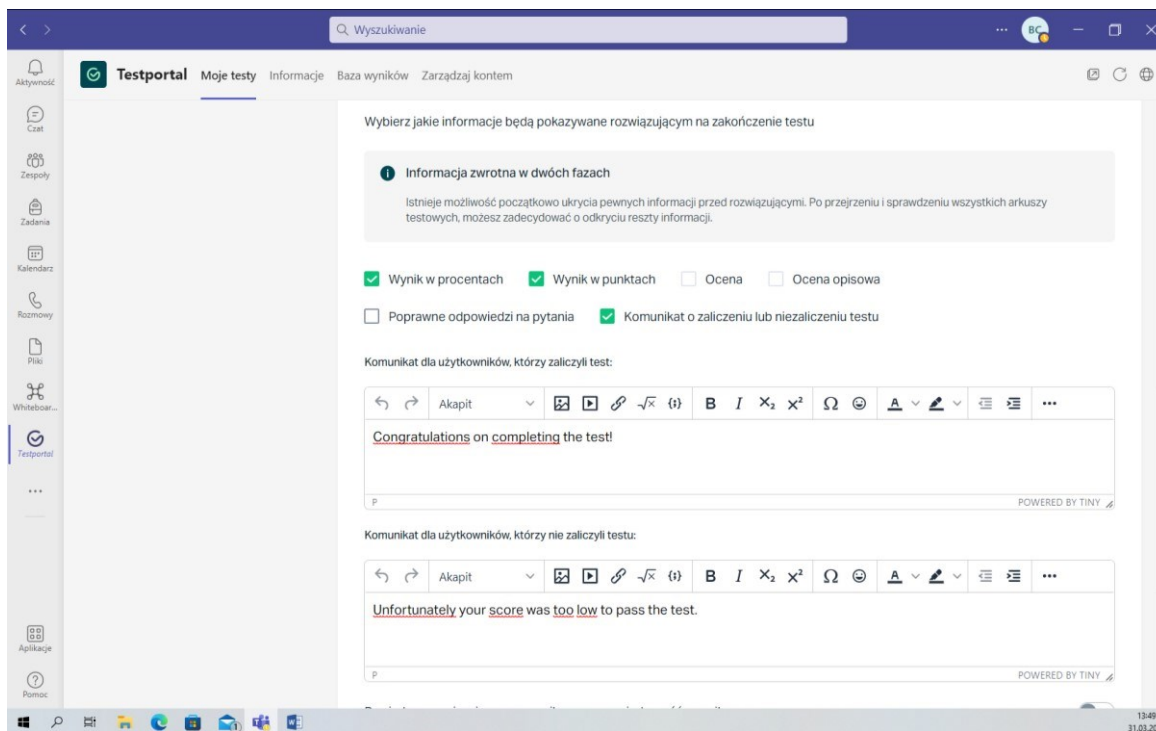 Wyszukiwanie
BC
Aktywność
Czat
Zespoły
Zadania
Kalendarz
Rozmowy
Pliki
Whiteboar...
Testportal
Aplikacje
Pomoc
Testportal Moje testy Informacje Baza wyników Zarządzaj kontem
Wybierz jakie informacje będą pokazywane rozwiązującym na zakończenie testu
Informacja zwrotna w dwóch fazach
Istnieje możliwość początkowo ukrycia pewnych informacji przed rozwiązującymi. Po przejrzeniu i sprawdzeniu wszystkich arkuszy
testowych, możesz zadecydować o odkryciu reszty informacji.
Wynik w procentach Wynik w punktach Ocena Ocena opisowa
Poprawne odpowiedzi na pytania Komunikat o zaliczeniu lub niezaliczeniu testu
Komunikat dla użytkowników, którzy zaliczyli test:
Akapit B I X₂ X² Ω A
Congratulations on completing the test!
P POWERED BY TINY
Komunikat dla użytkowników, którzy nie zaliczyli testu:
Akapit B I X₂ X² Ω A
Unfortunately your score was too low to pass the test.
P POWERED BY TINY
13:49